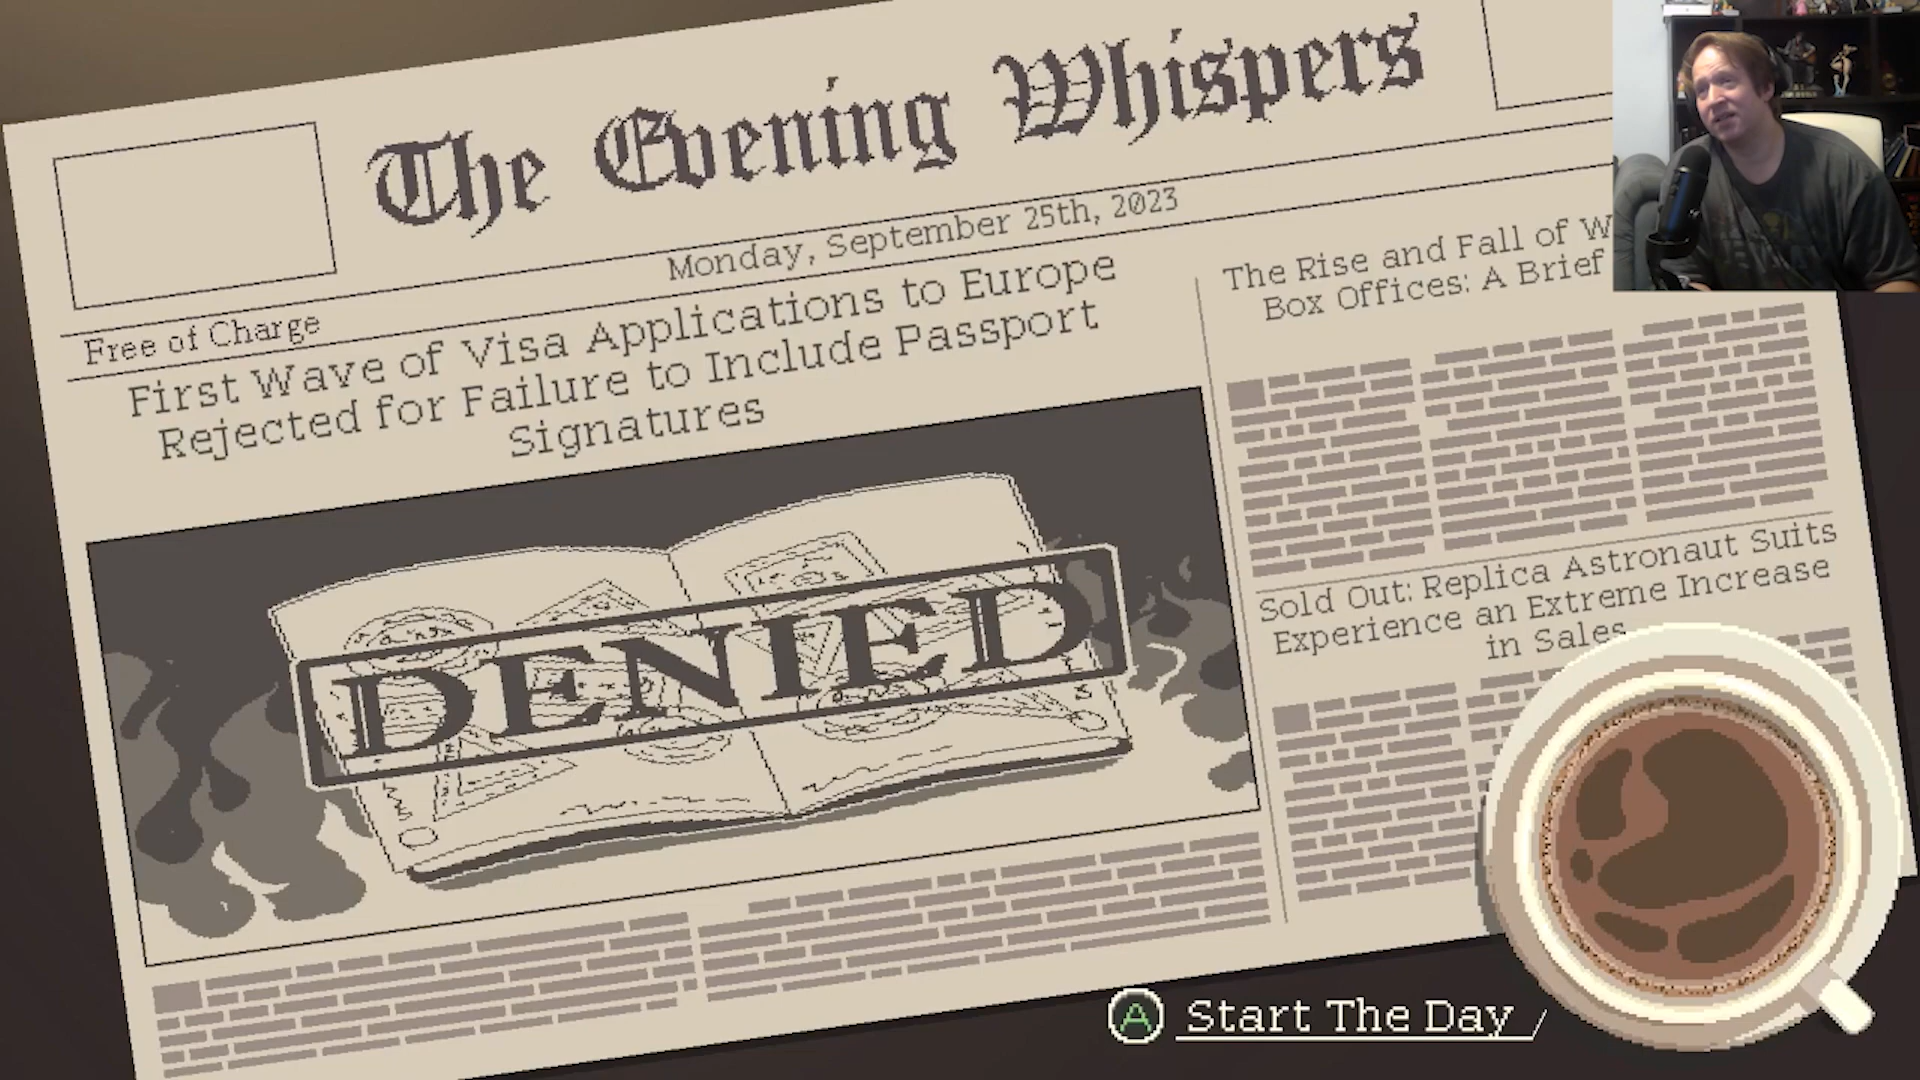 The Evening Whispers
Monday, September 25th, 2023
Free of Charge
First Wave of Visa Applications to Europe
Rejected for Failure to Include Passport
Signatures
DENIED
The Rise and Fall of
Box Offices: A Brief
Sold Out: Replica Astronaut Suits
Experience an Extreme Increase
in Sales
A Start The Day